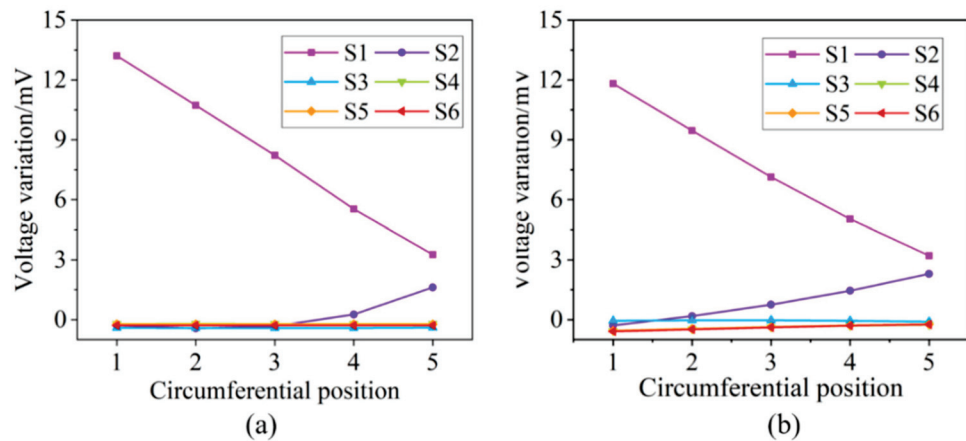 Voltage variation/mV
15
12
9
6
3
0
S1 S2
S3 S4
S5 S6
1 2 3 4 5
Circumferential position
(a)
Voltage variation/mV
15
12
9
6
3
0
S1 S2
S3 S4
S5 S6
1 2 3 4 5
Circumferential position
(b)